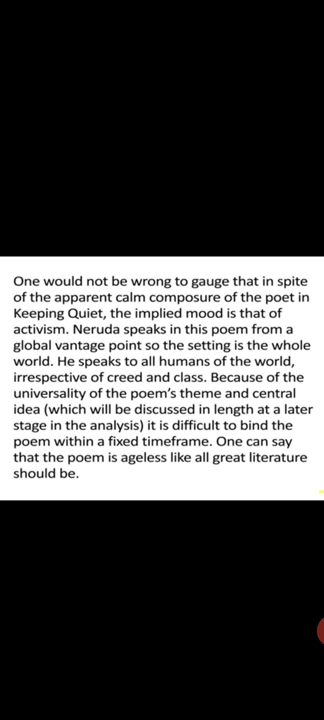 One would not be wrong to gauge that in spite
of the apparent calm composure of the poet in
Keeping Quiet, the implied mood is that of
activism. Neruda speaks in this poem from a
global vantage point so the setting is the whole
world. He speaks to all humans of the world,
irrespective of creed and class. Because of the
universality of the poem’s theme and central
idea (which will be discussed in length at a later
stage in the analysis) it is difficult to bind the
poem within a fixed timeframe. One can say
that the poem is ageless like all great literature
should be.